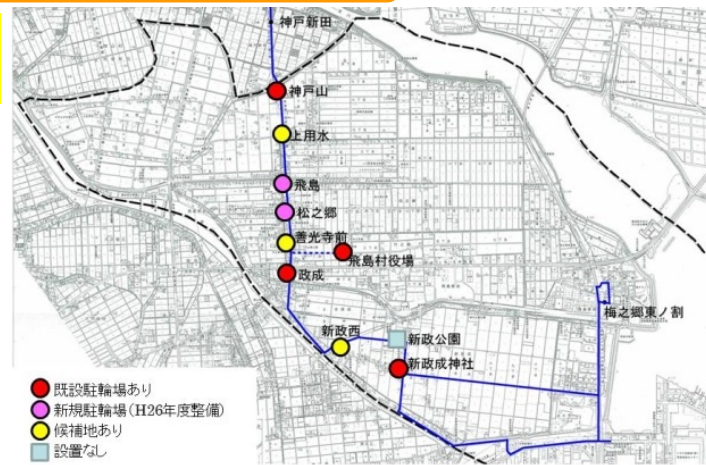 神戸新田
神戸山
上用水
飛島
松之郷
善光寺前
飛島村役場
政成
梅之郷東ノ割
新政西
新政公園
新政成神社
既設駐輪場あり
新規駐輪場(H26年度整備)
候補地あり
設置なし